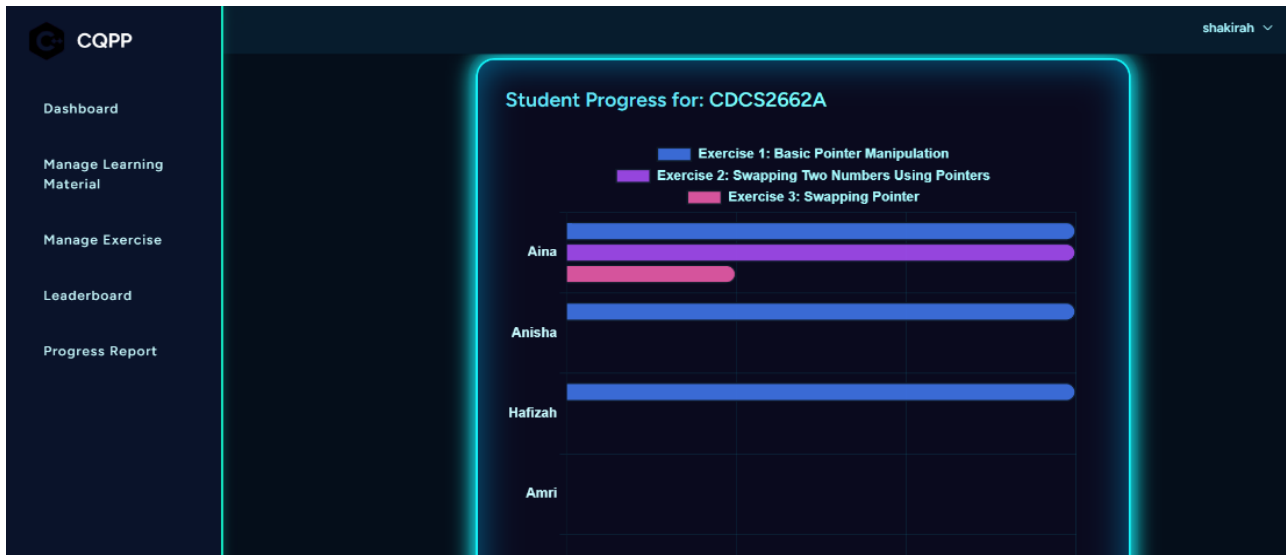 CQPP
shakirah
Dashboard
Manage Learning
Material
Manage Exercise
Leaderboard
Progress Report
Student Progress for: CDCS2662A
Exercise 1: Basic Pointer Manipulation
Exercise 2: Swapping Two Numbers Using Pointers
Exercise 3: Swapping Pointer
Aina
Anisha
Hafizah
Amri